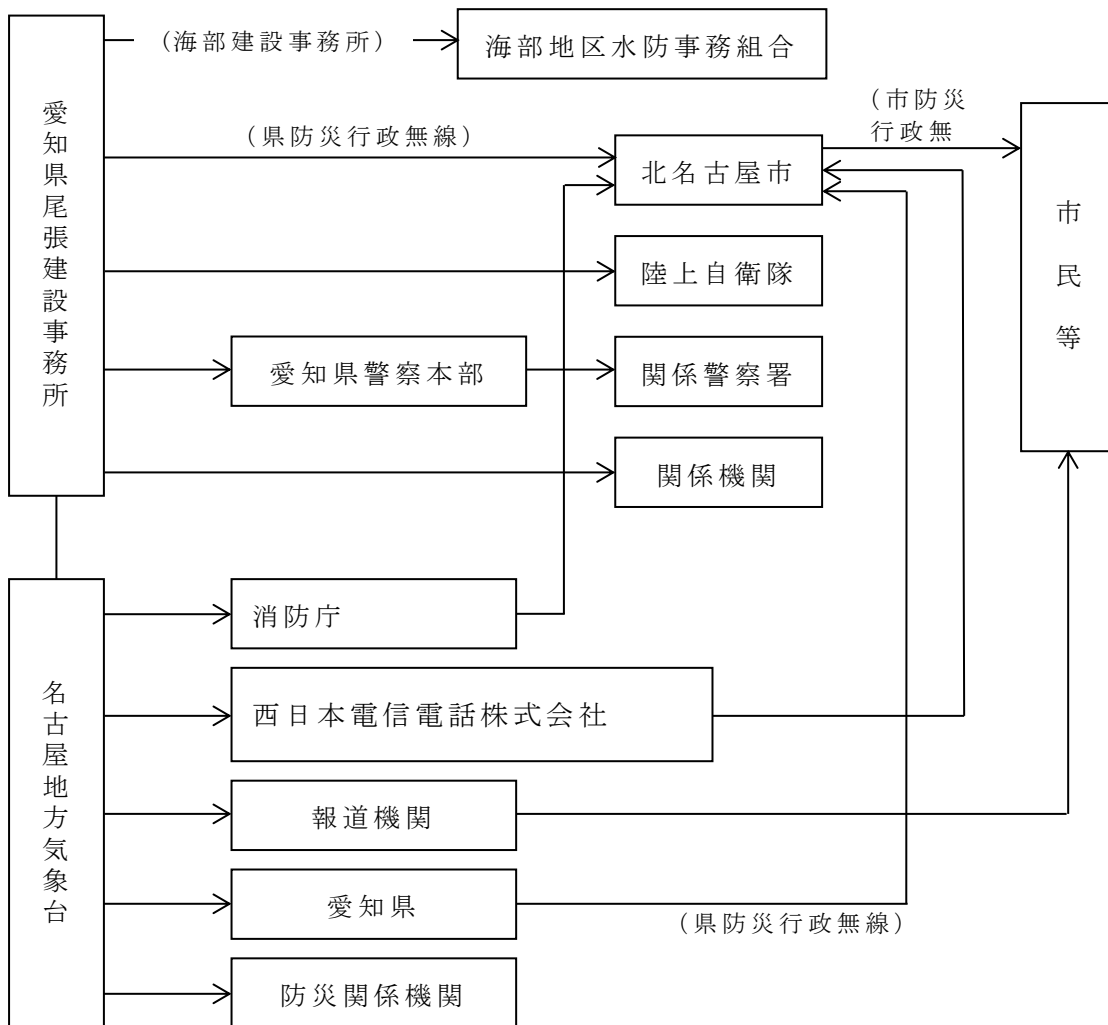 (海部建設事務所)
海部地区水防事務組合
愛知県尾張建設事務所
(県防災行政無線)
北名古屋市
(市防災
行政無
市民等
陸上自衛隊
愛知県警察本部
関係警察署
関係機関
名古屋地方気象台
消防庁
西日本電信電話株式会社
報道機関
愛知県
(県防災行政無線)
防災関係機関